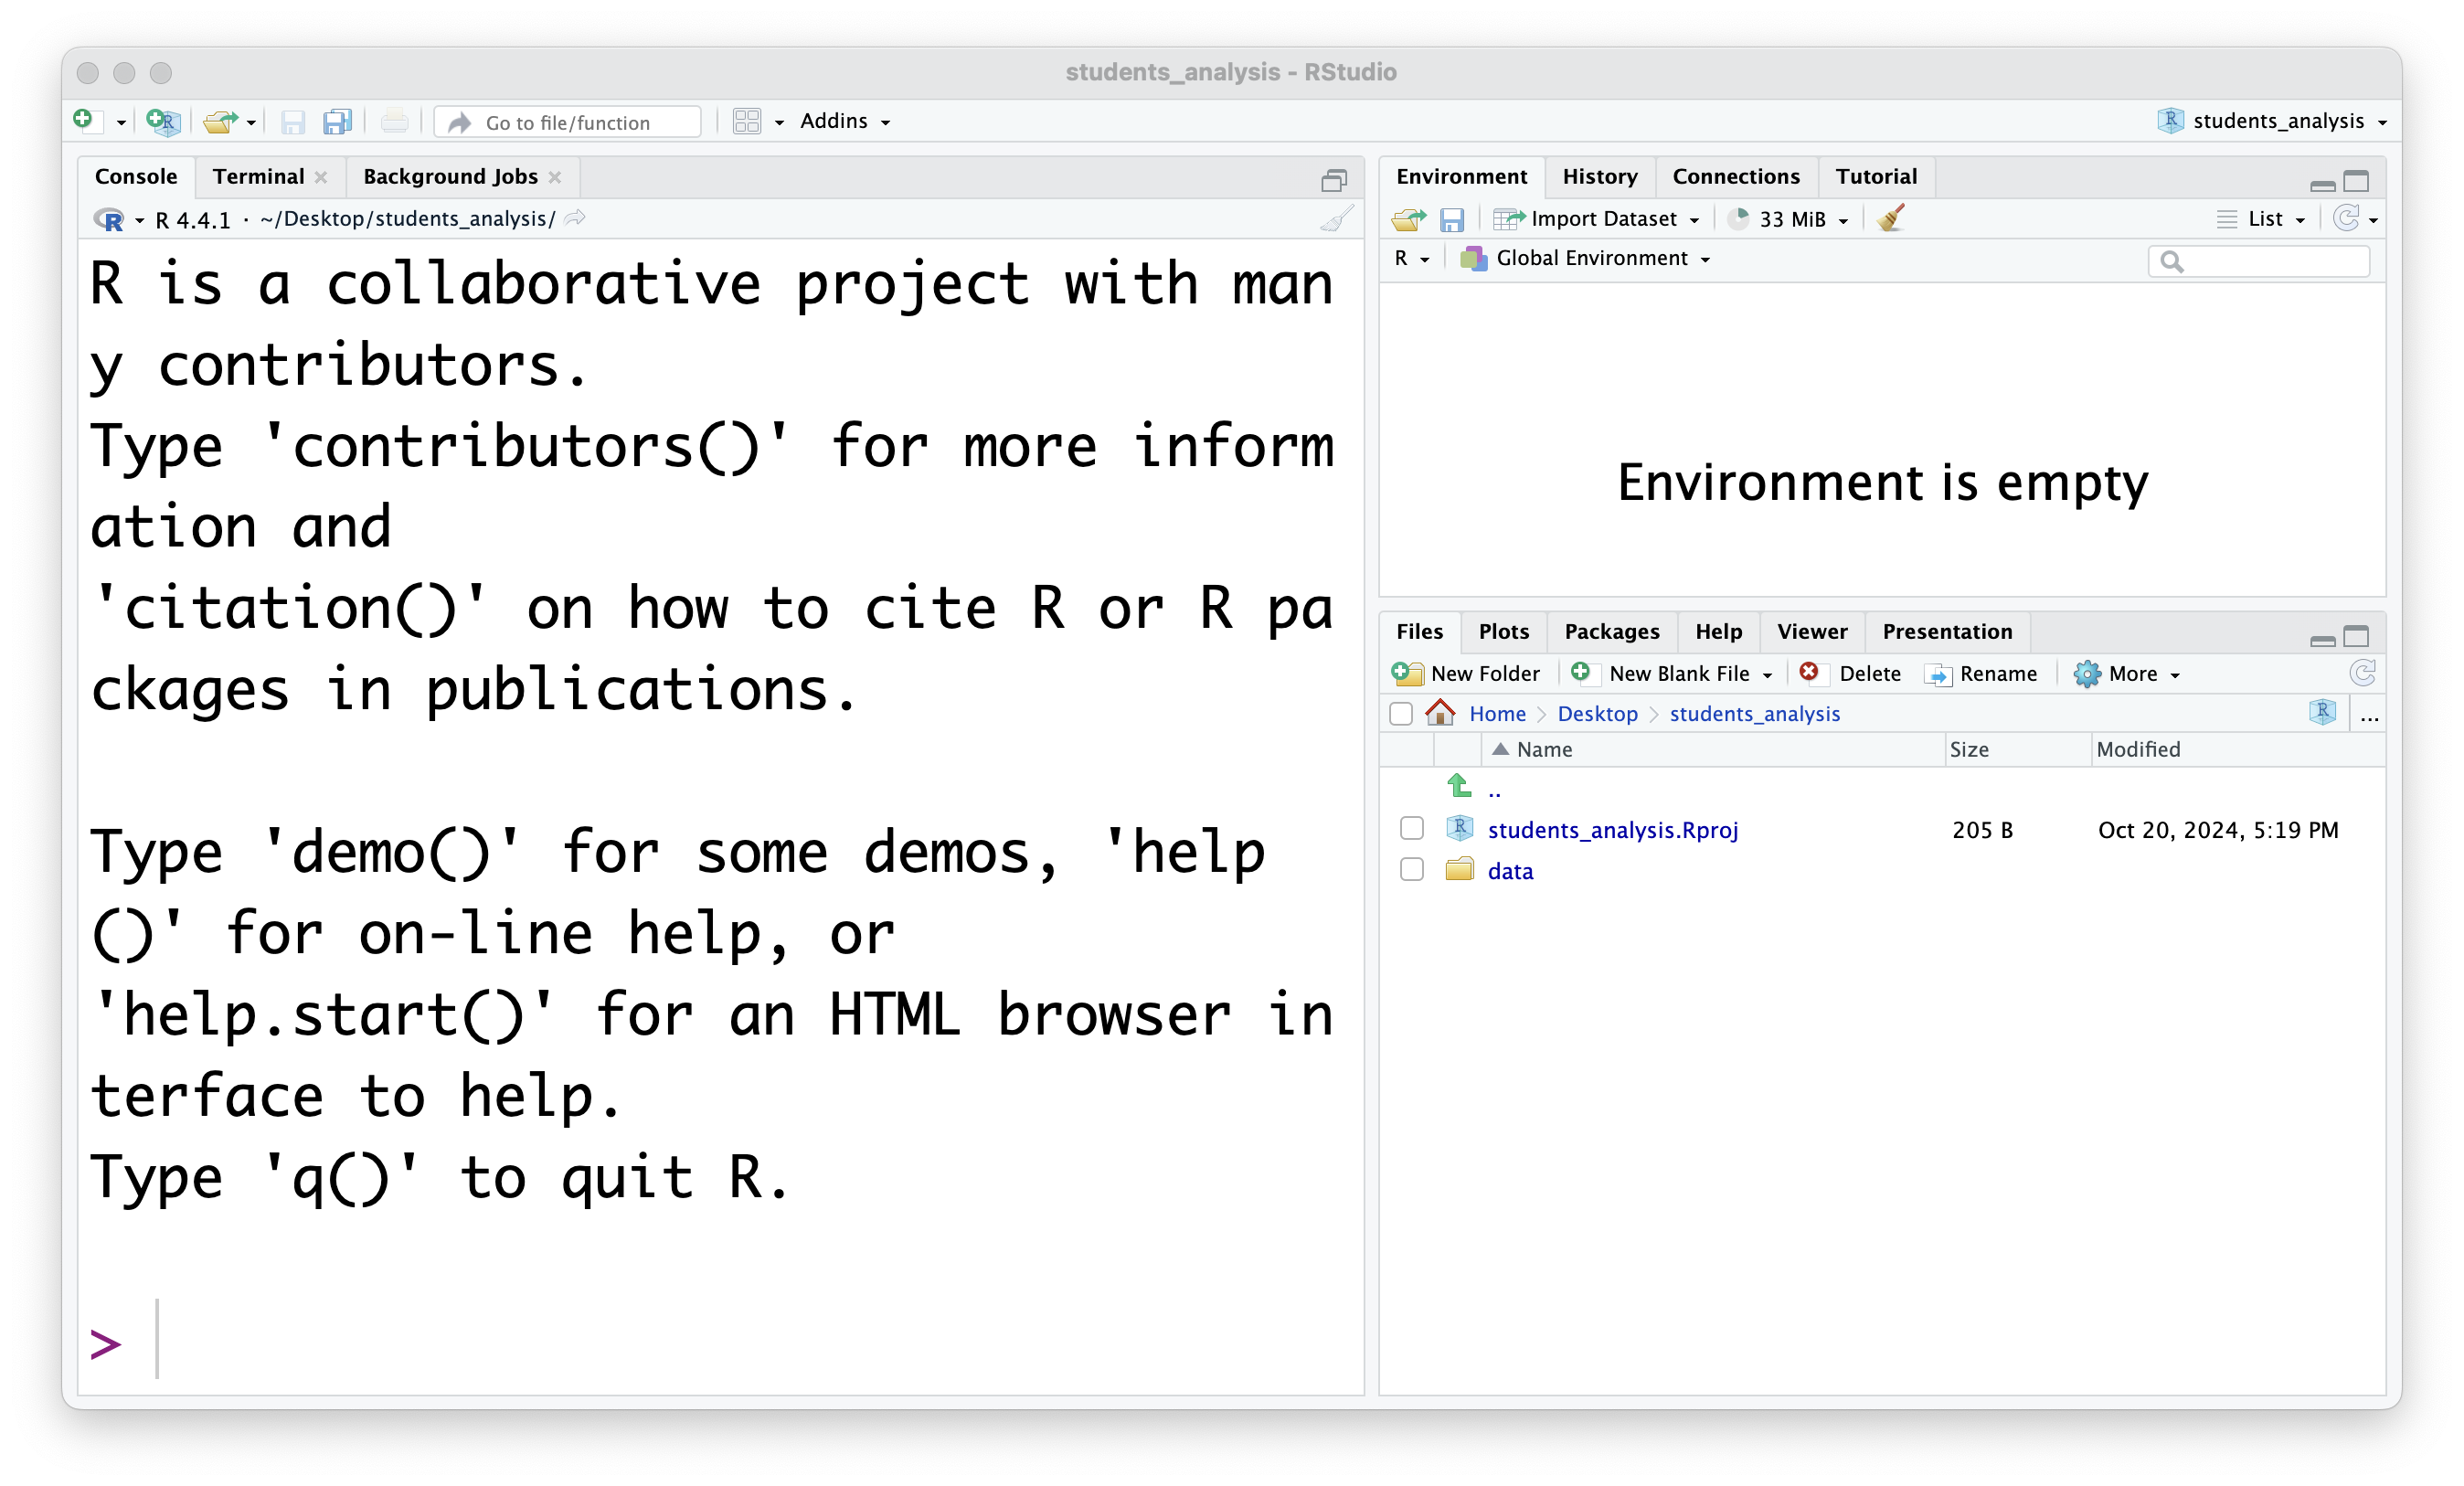 students_analysis - RStudio
Go to file/function
Addins
students_analysis
Console Terminal Background Jobs
R 4.4.1 · ~/Desktop/students_analysis/
R is a collaborative project with man
y contributors.
Type 'contributors()' for more inform
ation and
'citation()' on how to cite R or R pa
ckages in publications.
Type 'demo()' for some demos, 'help
()' for on-line help, or
'help.start()' for an HTML browser in
terface to help.
Type 'q()' to quit R.
>
Environment History Connections Tutorial
Import Dataset 33 MiB List
R Global Environment
Environment is empty
Files Plots Packages Help Viewer Presentation
New Folder New Blank File Delete Rename More
Home Desktop students_analysis ...
Name Size Modified
..
students_analysis.Rproj 205 B Oct 20, 2024, 5:19 PM
data